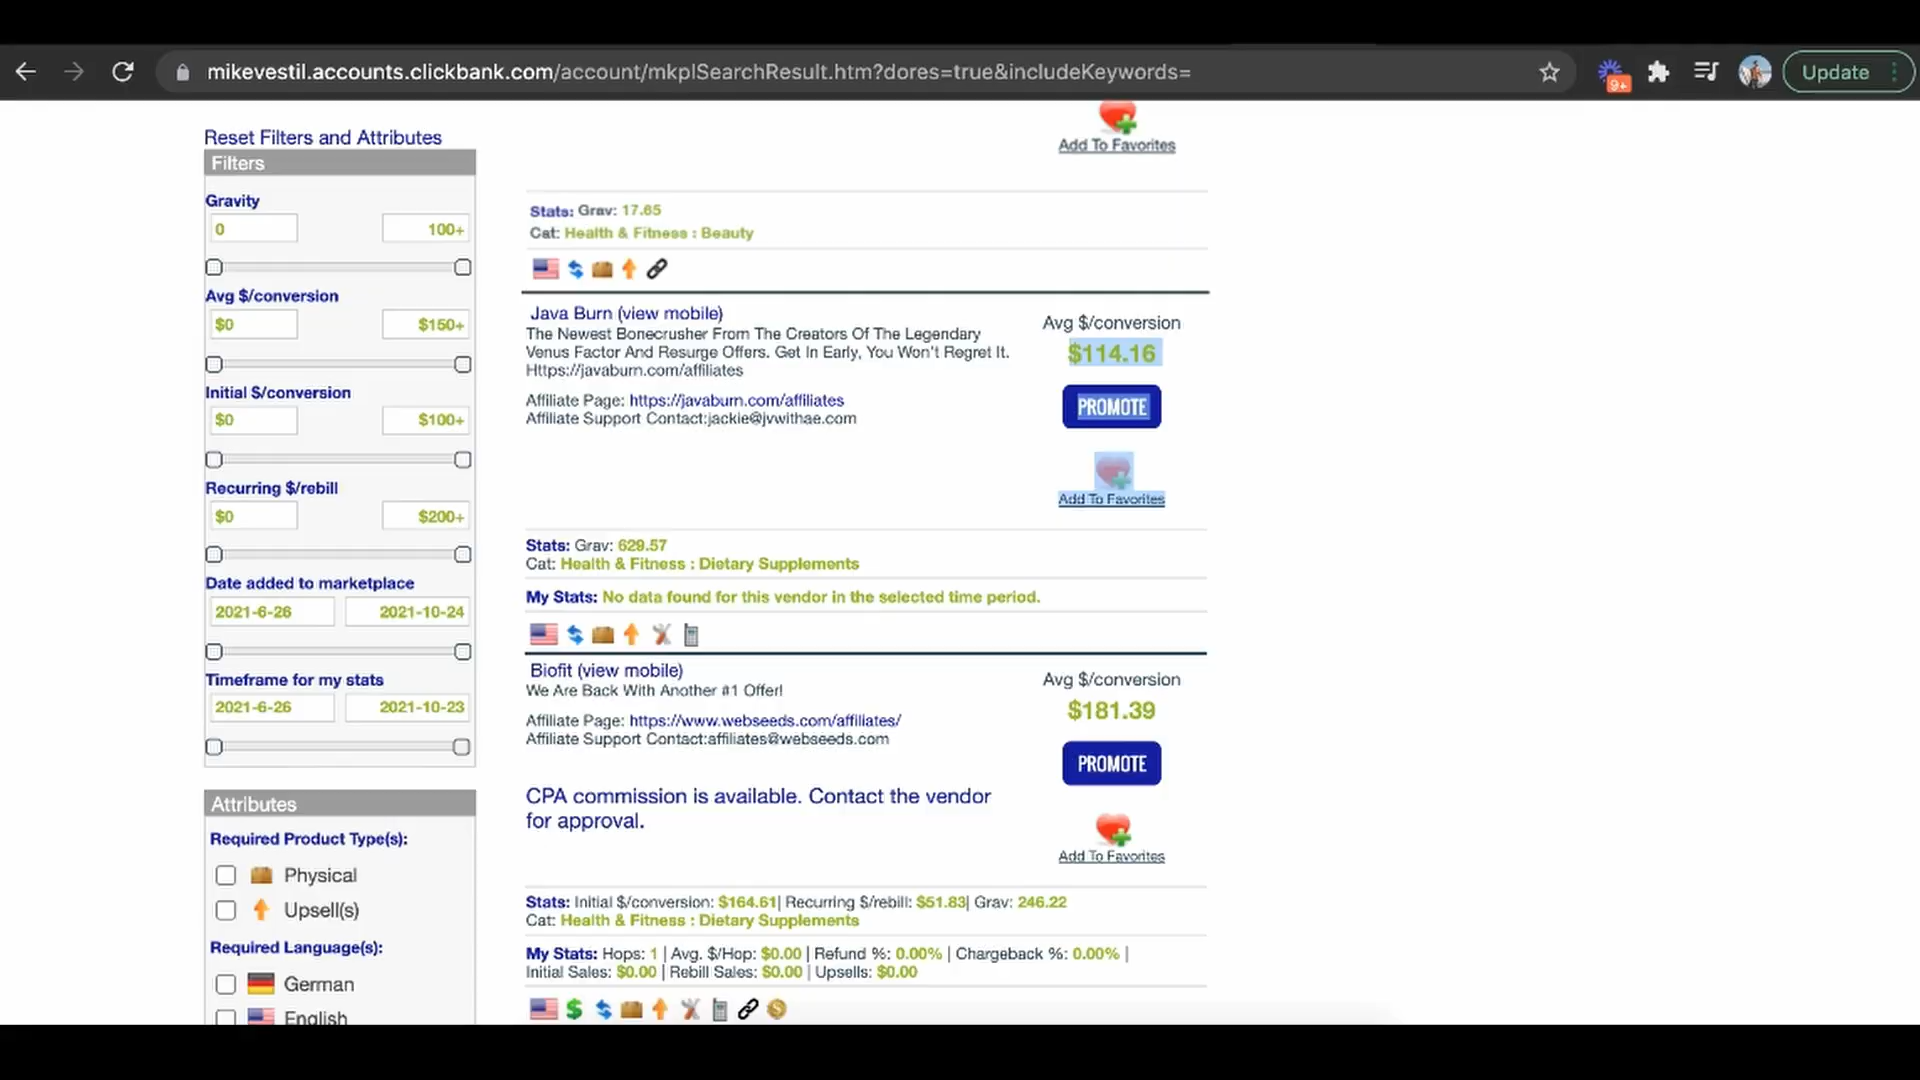 mikevestil.accounts.clickbank.com/account/mkplSearchResult.htm?dores=true&includeKeywords=
9+
Update
Reset Filters and Attributes
Filters
Gravity
0
100+
Avg $/conversion
$0
$150+
Initial $/conversion
$0
$100+
Recurring $/rebill
$0
$200+
Date added to marketplace
2021-6-26
2021-10-24
Timeframe for my stats
2021-6-26
2021-10-23
Attributes
Required Product Type(s):
Physical
Upsell(s)
Required Language(s):
German
English
Add To Favorites
Stats: Grav: 17.65
Cat: Health & Fitness : Beauty
Java Burn (view mobile)
The Newest Bonecrusher From The Creators Of The Legendary
Venus Factor And Resurge Offers. Get In Early, You Won't Regret It.
Https://javaburn.com/affiliates
Affiliate Page: https://javaburn.com/affiliates
Affiliate Support Contact:jackie@jvwithae.com
Avg $/conversion
$114.16
PROMOTE
Add To Favorites
Stats: Grav: 629.57
Cat: Health & Fitness : Dietary Supplements
My Stats: No data found for this vendor in the selected time period.
Biofit (view mobile)
We Are Back With Another #1 Offer!
Affiliate Page: https://www.webseeds.com/affiliates/
Affiliate Support Contact:affiliates@webseeds.com
CPA commission is available. Contact the vendor
for approval.
Avg $/conversion
$181.39
PROMOTE
Add To Favorites
Stats: Initial $/conversion: $164.61| Recurring $/rebill: $51.83| Grav: 246.22
Cat: Health & Fitness : Dietary Supplements
My Stats: Hops: 1 | Avg. $/Hop: $0.00 | Refund %: 0.00% | Chargeback %: 0.00% |
Initial Sales: $0.00 | Rebill Sales: $0.00 | Upsells: $0.00